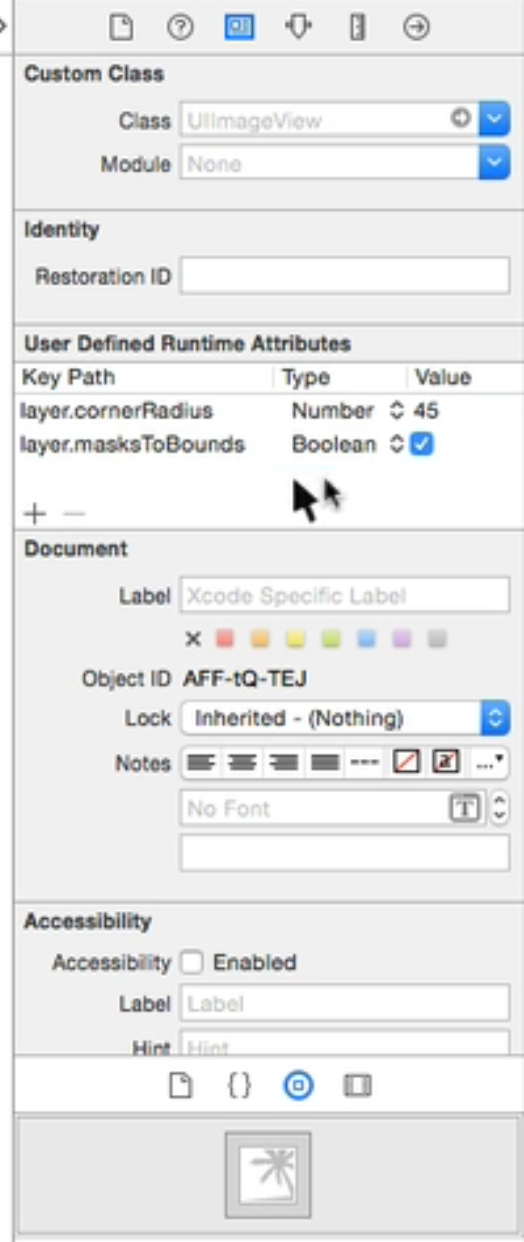 Custom Class
Class UIImageView
Module None
Identity
Restoration ID
User Defined Runtime Attributes
Key Path Type Value
layer.cornerRadius Number 45
layer.masksToBounds Boolean
Document
Label Xcode Specific Label
Object ID AFF-tQ-TEJ
Lock Inherited - (Nothing)
Notes
No Font
Accessibility
Accessibility Enabled
Label Label
Hint Hint